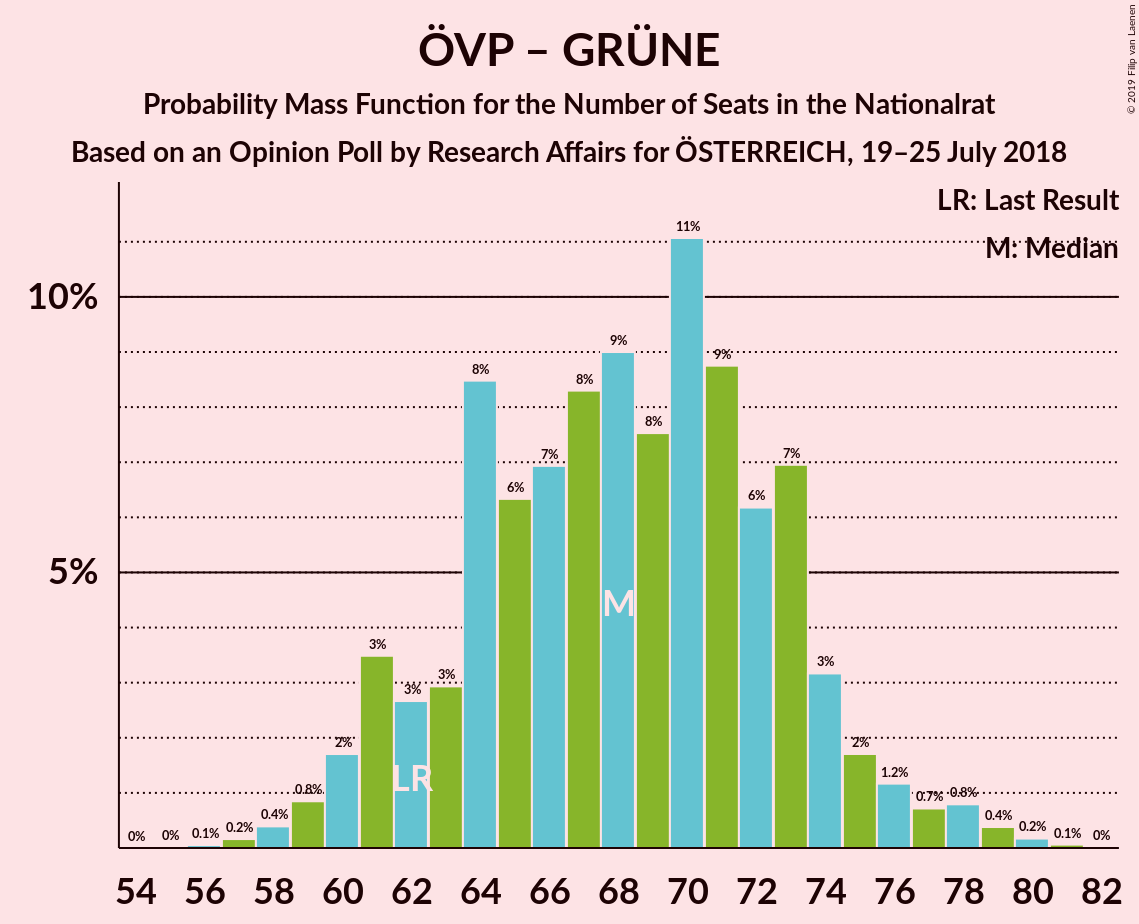 ÖVP – GRÜNE
Probability Mass Function for the Number of Seats in the Nationalrat
Based on an Opinion Poll by Research Affairs for ÖSTERREICH, 19–25 July 2018
© 2019 Filip van Laenen
LR: Last Result
M: Median
10%
5%
0% 0% 0.1% 0.2% 0.4% 0.8% 2% 3% 3% 3% 8% 6% 7% 8% 9% 8% 11% 9% 6% 7% 3% 2% 1.2% 0.7% 0.8% 0.4% 0.2% 0.1% 0%
M
LR
54 56 58 60 62 64 66 68 70 72 74 76 78 80 82